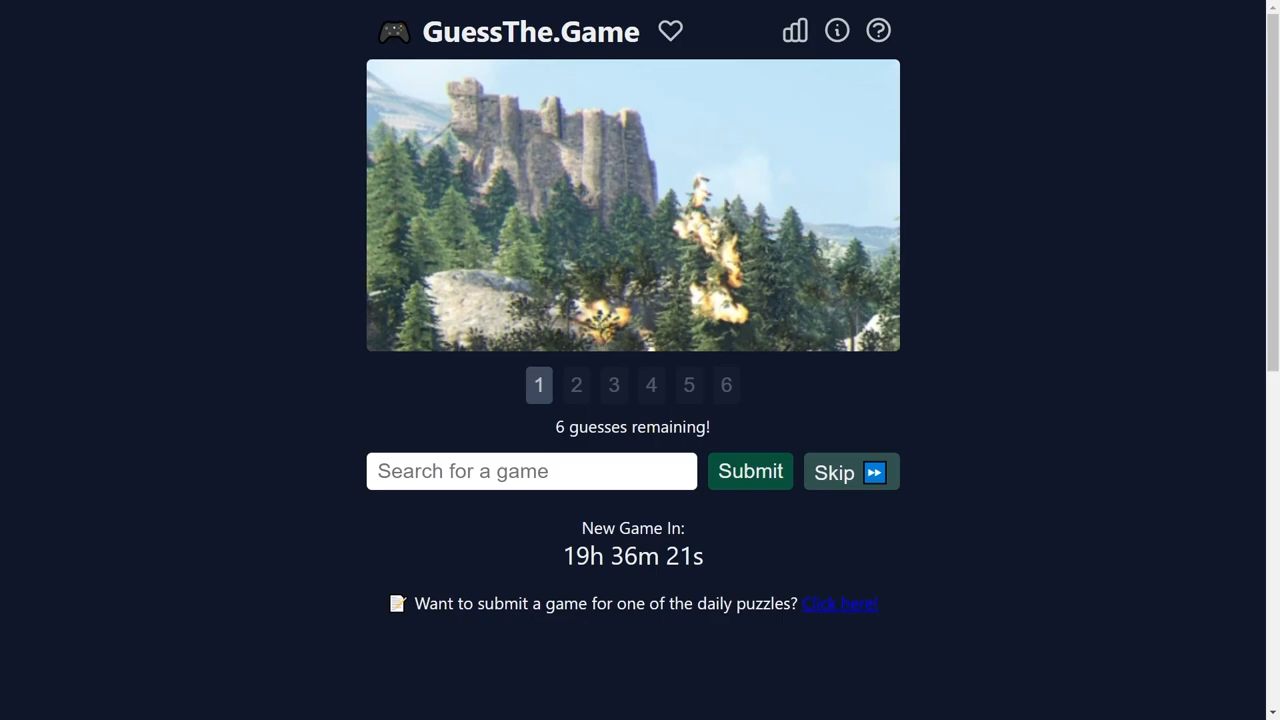 GuessThe.Game
1 2 3 4 5 6
6 guesses remaining!
Search for a game Submit Skip
New Game In:
19h 36m 21s
Want to submit a game for one of the daily puzzles? Click here!